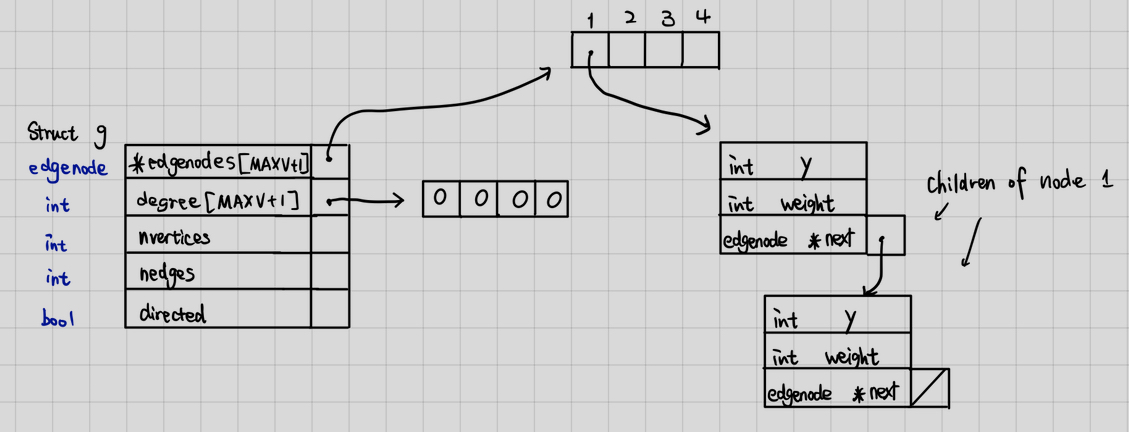 1 2 3 4
Struct g
edgenode *edgenodes[MAXV+1]
int degree [MAXV+1]
int nvertices
int nedges
bool directed
0 0 0 0
int y
int weight
edgenode *next
children of node 1
int y
int weight
edgenode *next